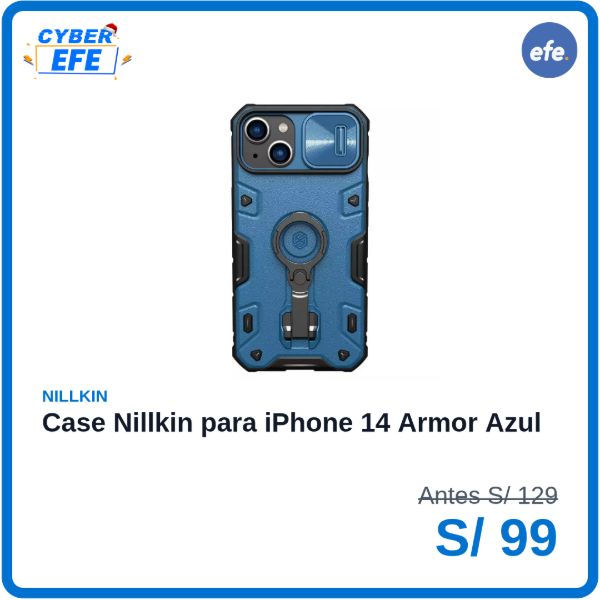 CYBER
EFE
efe.
NILLKIN
Case Nillkin para iPhone 14 Armor Azul
Antes S/ 129
S/ 99